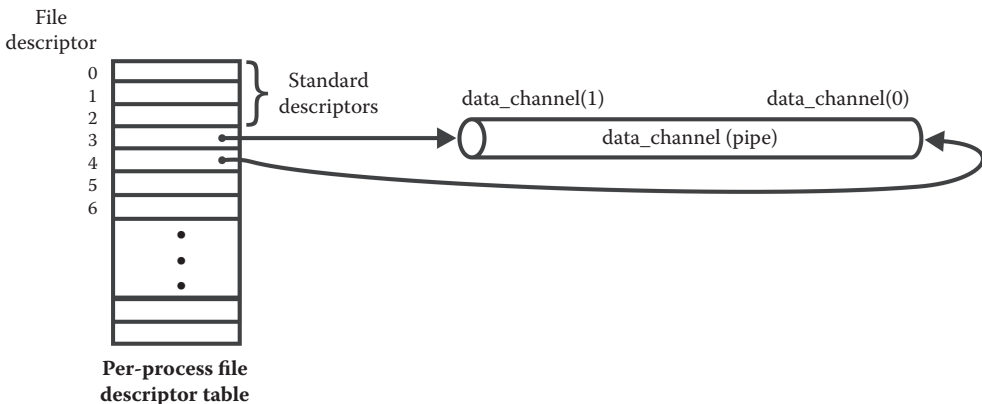 File
descriptor
0
1
2
3
4
5
6
Standard
descriptors
data_channel(1)
data_channel(0)
data_channel (pipe)
Per-process file
descriptor table